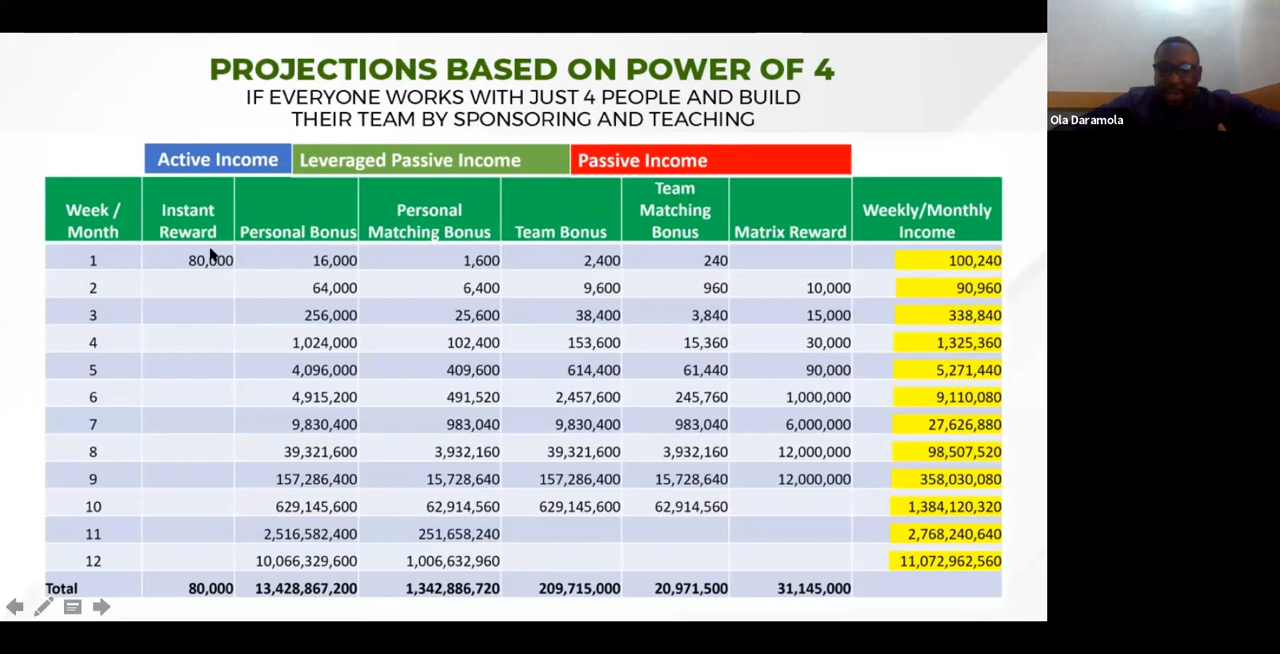 PROJECTIONS BASED ON POWER OF 4
IF EVERYONE WORKS WITH JUST 4 PEOPLE AND BUILD
THEIR TEAM BY SPONSORING AND TEACHING
Ola Daramola
Active Income Leveraged Passive Income Passive Income
Week / Month Instant Reward Personal Bonus Personal Matching Bonus Team Bonus Team Matching Bonus Matrix Reward Weekly/Monthly Income
1 80,000 16,000 1,600 2,400 240 100,240
2 64,000 6,400 9,600 960 10,000 90,960
3 256,000 25,600 38,400 3,840 15,000 338,840
4 1,024,000 102,400 153,600 15,360 30,000 1,325,360
5 4,096,000 409,600 614,400 61,440 90,000 5,271,440
6 4,915,200 491,520 2,457,600 245,760 1,000,000 9,110,080
7 9,830,400 983,040 9,830,400 983,040 6,000,000 27,626,880
8 39,321,600 3,932,160 39,321,600 3,932,160 12,000,000 98,507,520
9 157,286,400 15,728,640 157,286,400 15,728,640 12,000,000 358,030,080
10 629,145,600 62,914,560 629,145,600 62,914,560 1,384,120,320
11 2,516,582,400 251,658,240 2,768,240,640
12 10,066,329,600 1,006,632,960 11,072,962,560
Total 80,000 13,428,867,200 1,342,886,720 209,715,000 20,971,500 31,145,000